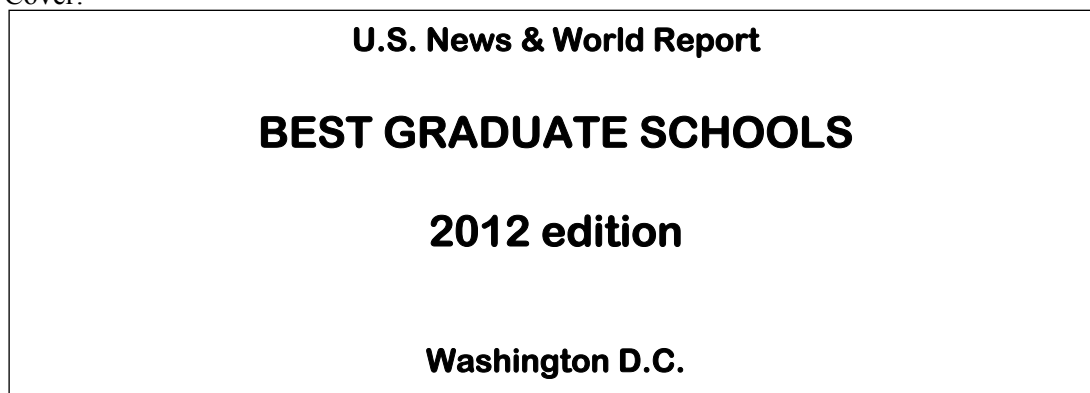 Cover:
U.S. News & World Report
BEST GRADUATE SCHOOLS
2012 edition
Washington D.C.